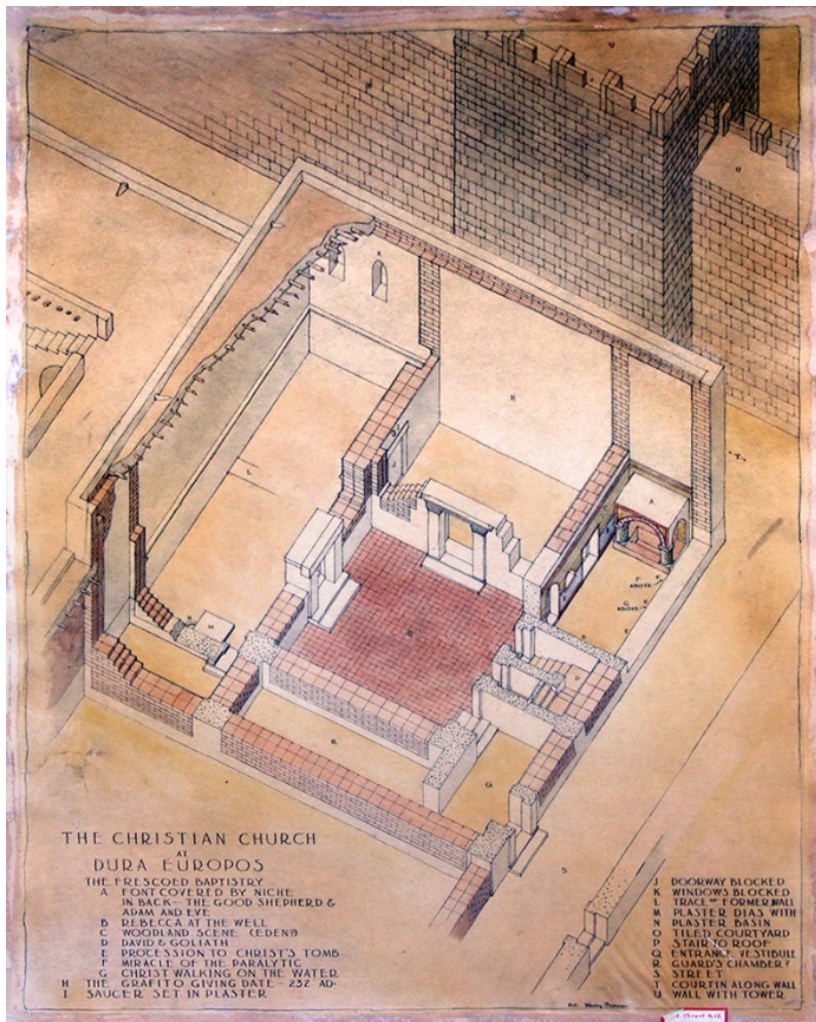 THE CHRISTIAN CHURCH
AT
DURA EUROPOS
THE FRESCOED BAPTISTRY
A FONT COVERED BY NICHE
IN BACK — THE GOOD SHEPHERD &
ADAM AND EVE
B REBECCA AT THE WELL
C WOODLAND SCENE (EDEN?)
D DAVID & GOLIATH
E PROCESSION TO CHRIST'S TOMB
F MIRACLE OF THE PARALYTIC
G CHRIST WALKING ON THE WATER
H THE GRAFITO GIVING DATE — 232 AD-
I SAUCER SET IN PLASTER
J DOORWAY BLOCKED
K WINDOWS BLOCKED
L TRACE OF FORMER WALL
M PLASTER DIAS WITH
N PLASTER BASIN
O TILED COURTYARD
P STAIR TO ROOF
Q ENTRANCE VESTIBULE
R GUARD'S CHAMBER?
S STREET
T COURTIN ALONG WALL
U WALL WITH TOWER
U
U
K
H
L
T
A
F
ABOVE
G
ABOVE
E
M
O
R
Q
S